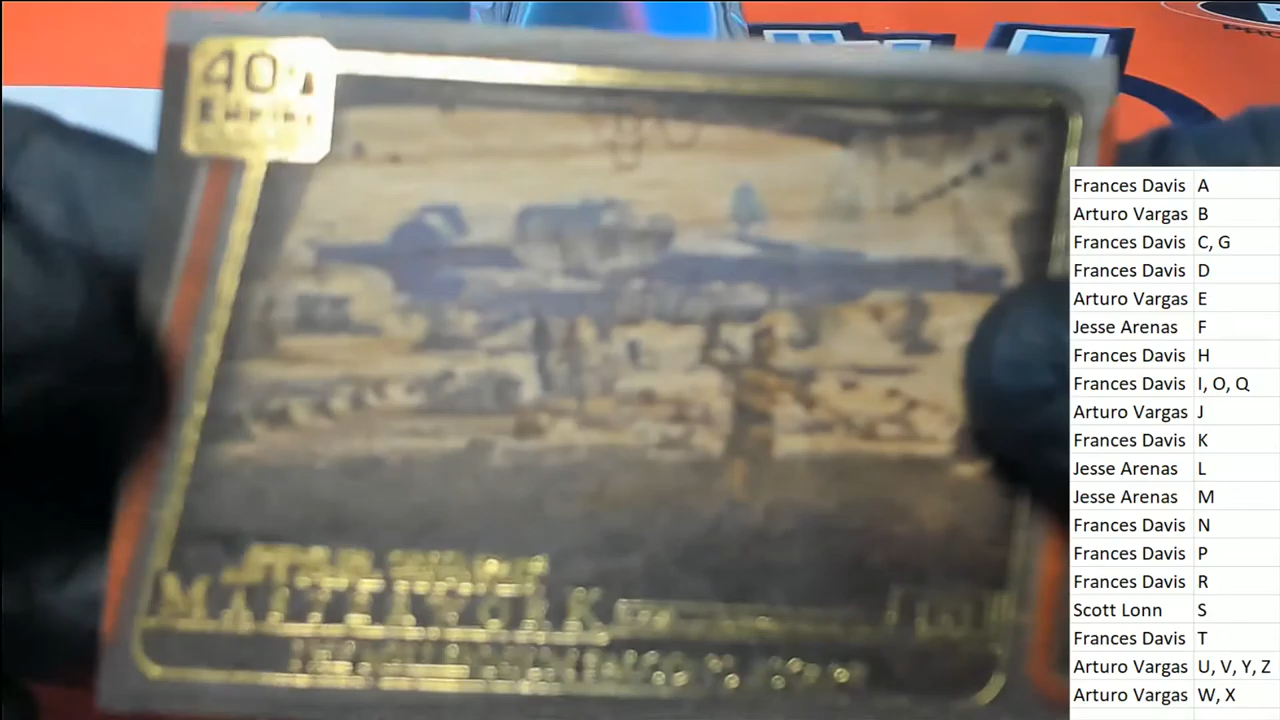 40
Frances Davis A
Arturo Vargas B
Frances Davis C, G
Frances Davis D
Arturo Vargas E
Jesse Arenas F
Frances Davis H
Frances Davis I, O, Q
Arturo Vargas J
Frances Davis K
Jesse Arenas L
Jesse Arenas M
Frances Davis N
Frances Davis P
Frances Davis R
Scott Lonn S
Frances Davis T
Arturo Vargas U, V, Y, Z
Arturo Vargas W, X
STAR WARS